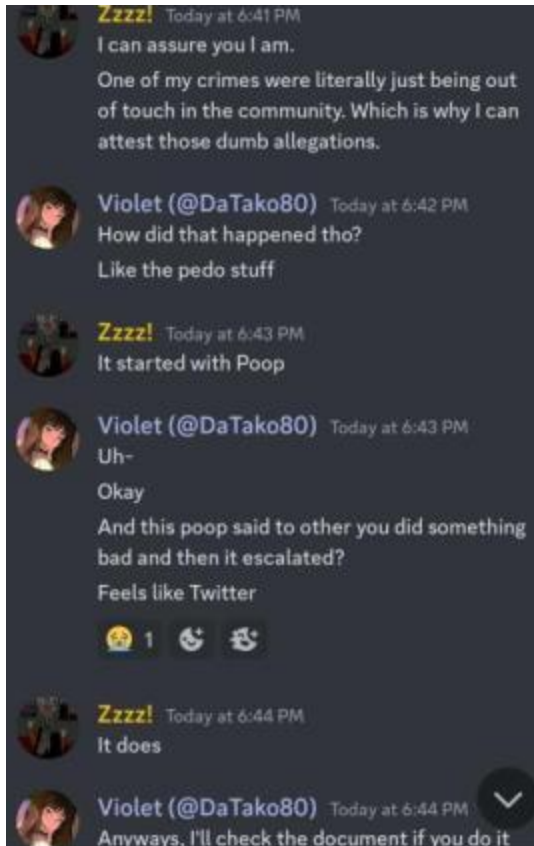 Zzzz! Today at 6:41 PM
I can assure you I am.
One of my crimes were literally just being out
of touch in the community. Which is why I can
attest those dumb allegations.
Violet (@DaTako80) Today at 6:42 PM
How did that happened tho?
Like the pedo stuff
Zzzz! Today at 6:43 PM
It started with Poop
Violet (@DaTako80) Today at 6:43 PM
Uh-
Okay
And this poop said to other you did something
bad and then it escalated?
Feels like Twitter
1
Zzzz! Today at 6:44 PM
It does
Violet (@DaTako80) Today at 6:44 PM
Anyways, I'll check the document if you do it